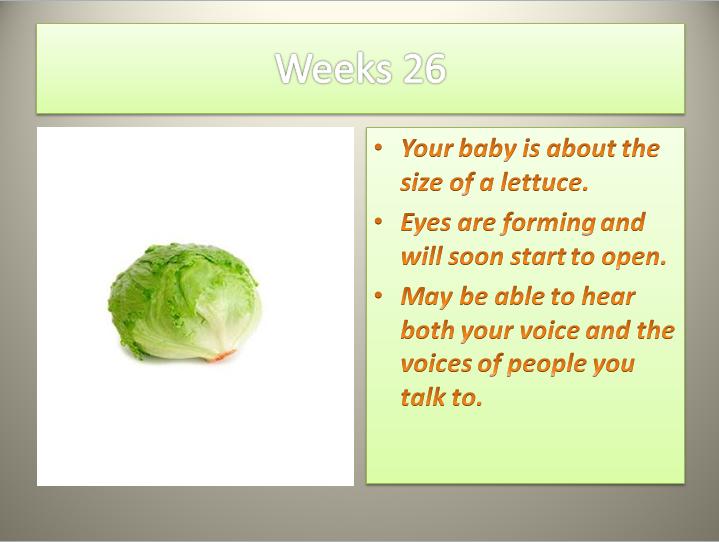 Weeks 26
• Your baby is about the
size of a lettuce.
• Eyes are forming and
will soon start to open.
• May be able to hear
both your voice and the
voices of people you
talk to.